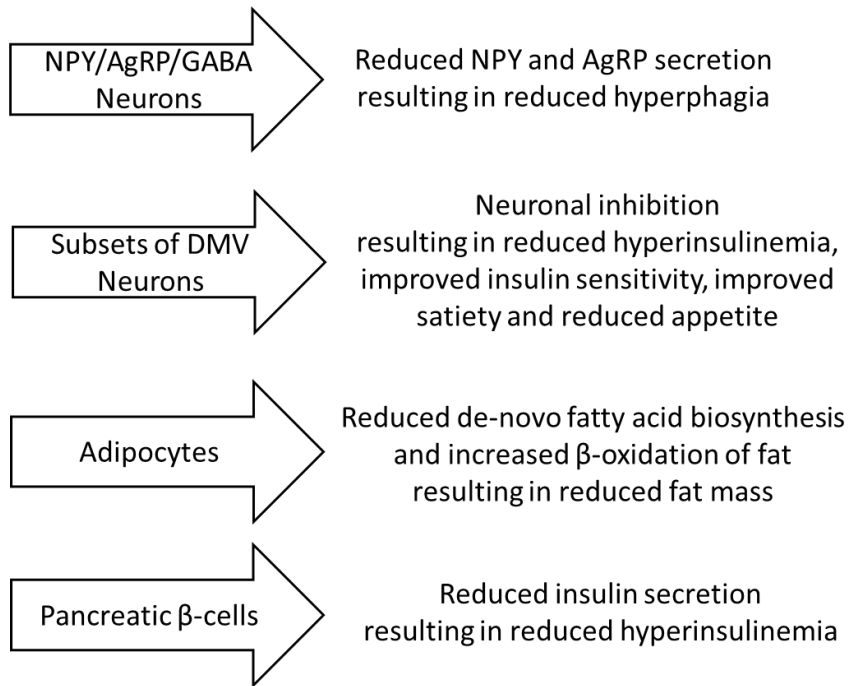 NPY/AgRP/GABA
Neurons
Reduced NPY and AgRP secretion
resulting in reduced hyperphagia
Subsets of DMV
Neurons
Neuronal inhibition
resulting in reduced hyperinsulinemia,
improved insulin sensitivity, improved
satiety and reduced appetite
Adipocytes
Reduced de-novo fatty acid biosynthesis
and increased β-oxidation of fat
resulting in reduced fat mass
Pancreatic β-cells
Reduced insulin secretion
resulting in reduced hyperinsulinemia